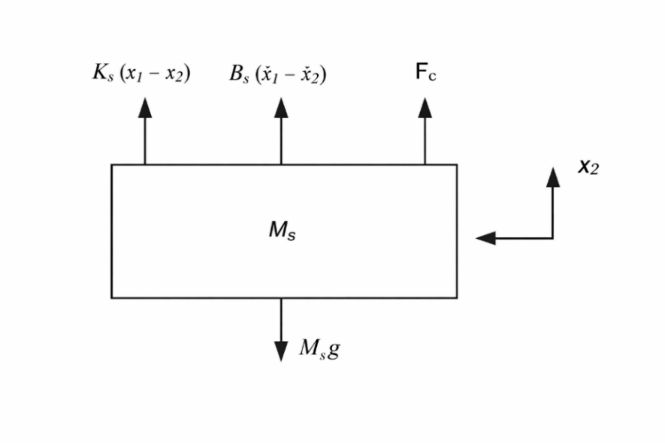 Kₛ (x₁ – x₂)
Bₛ (ẋ₁ – ẋ₂)
F꜀
x₂
Mₛ
Mₛg